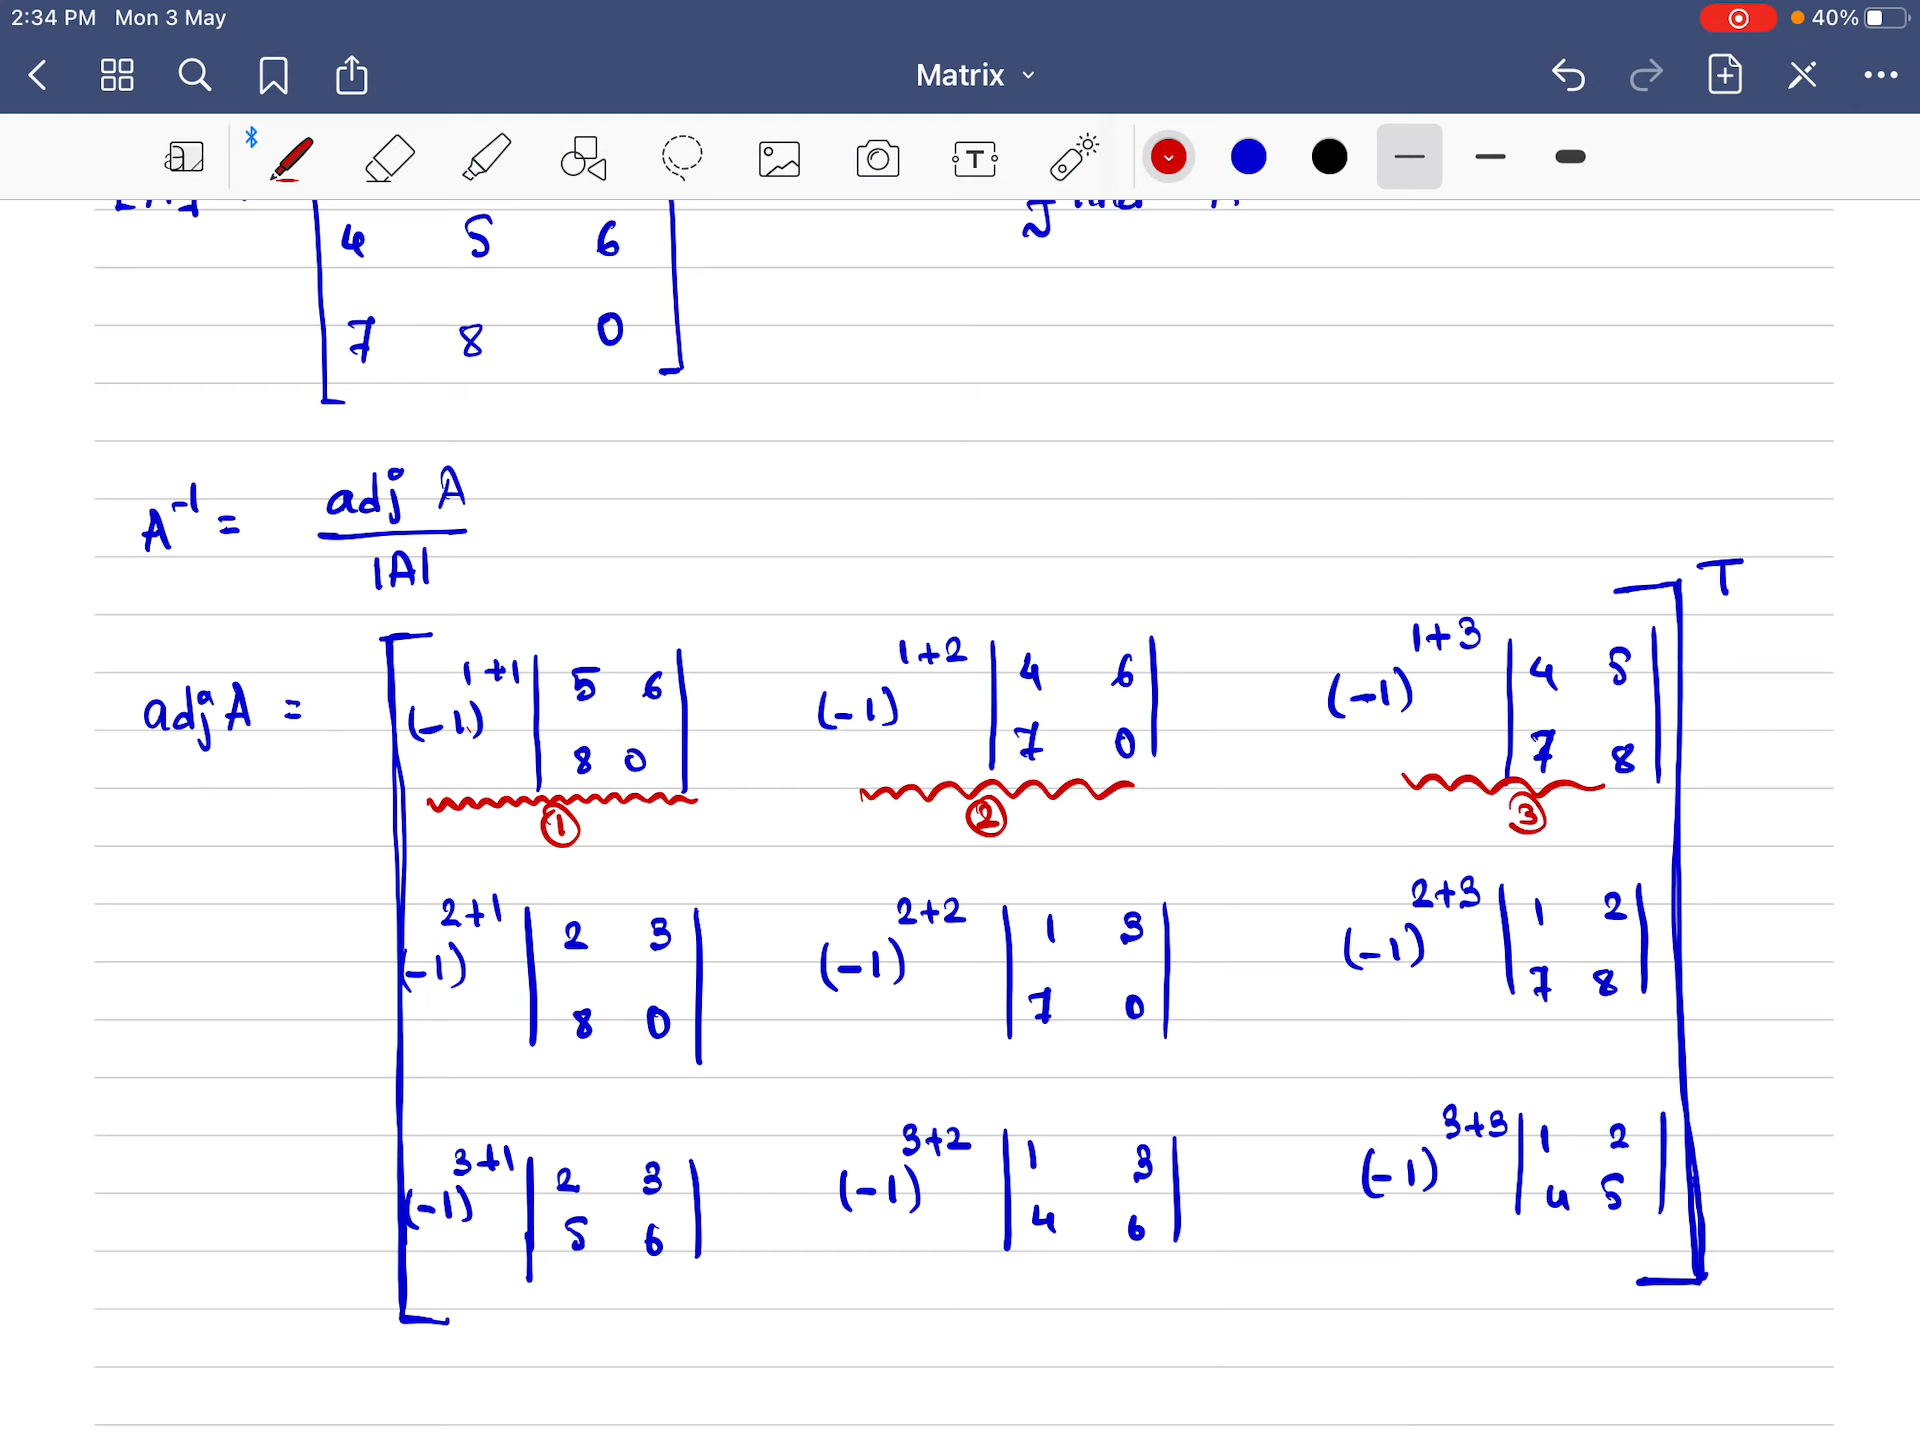 2:34 PM Mon 3 May
40%
Matrix
4 5 6
7 8 0
A⁻¹ = adj A / |A|
adj A = [ (-1)¹⁺¹ |5 6| (-1)¹⁺² |4 6| (-1)¹⁺³ |4 5| ] T
|8 0| |7 0| |7 8|
① ② ③
(-1)²⁺¹ |2 3| (-1)²⁺² |1 3| (-1)²⁺³ |1 2|
|8 0| |7 0| |7 8|
(-1)³⁺¹ |2 3| (-1)³⁺² |1 3| (-1)³⁺³ |1 2|
|5 6| |4 6| |4 5|